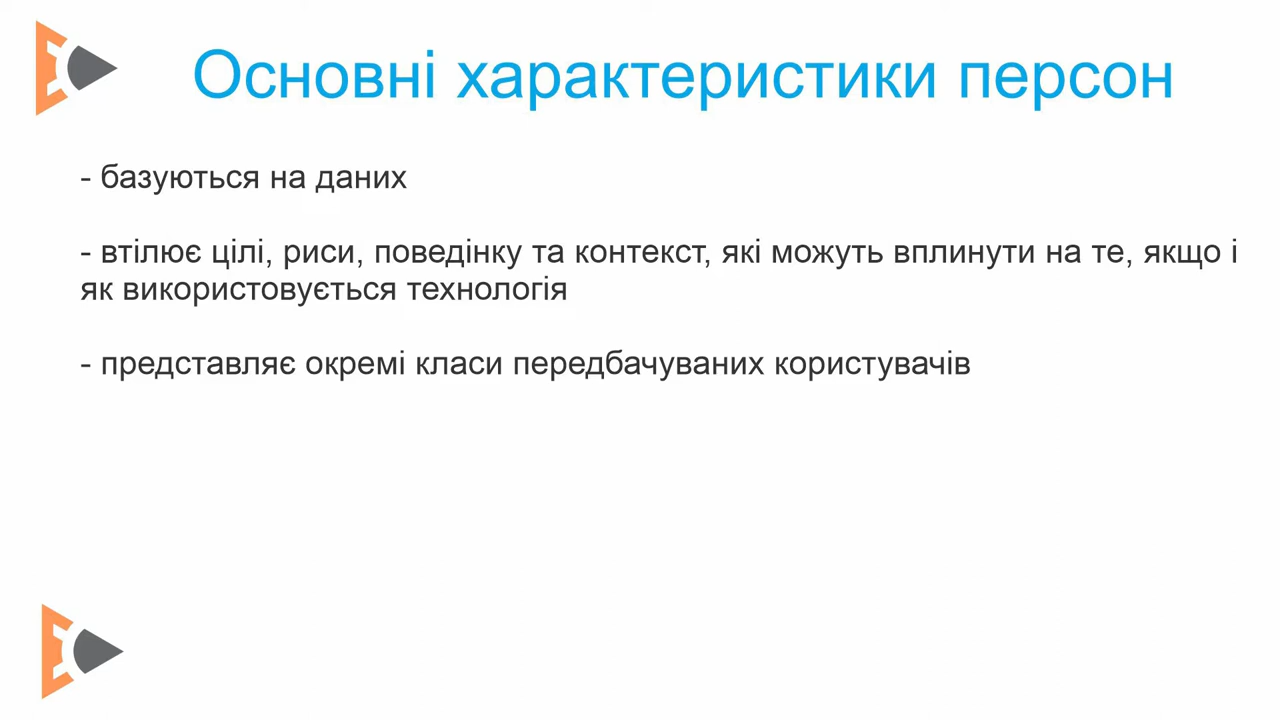 Основні характеристики персон
- базуються на даних
- втілює цілі, риси, поведінку та контекст, які можуть вплинути на те, якщо і
як використовується технологія
- представляє окремі класи передбачуваних користувачів